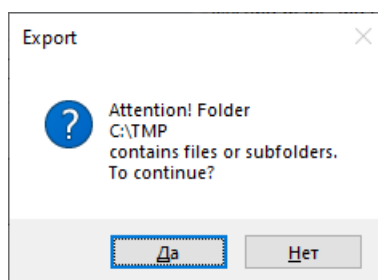 Export
Attention! Folder
C:\TMP
contains files or subfolders.
To continue?
Да
Нет